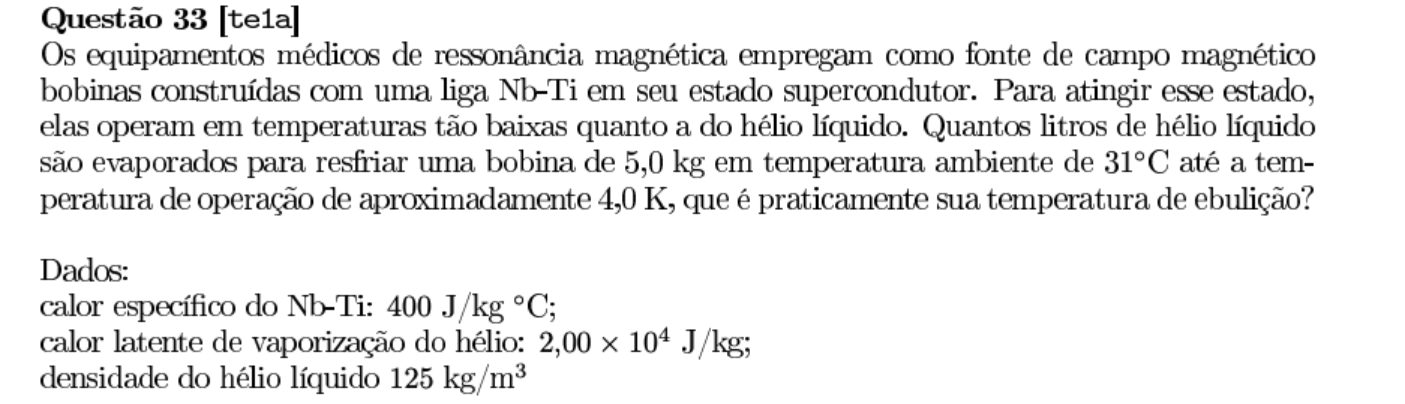 Questão 33 [te1a]
Os equipamentos médicos de ressonância magnética empregam como fonte de campo magnético
bobinas construídas com uma liga Nb-Ti em seu estado supercondutor. Para atingir esse estado,
elas operam em temperaturas tão baixas quanto a do hélio líquido. Quantos litros de hélio líquido
são evaporados para resfriar uma bobina de 5,0 kg em temperatura ambiente de 31°C até a tem-
peratura de operação de aproximadamente 4,0 K, que é praticamente sua temperatura de ebulição?
Dados:
calor específico do Nb-Ti: 400 J/kg °C;
calor latente de vaporização do hélio: 2,00 × 10⁴ J/kg;
densidade do hélio líquido 125 kg/m³